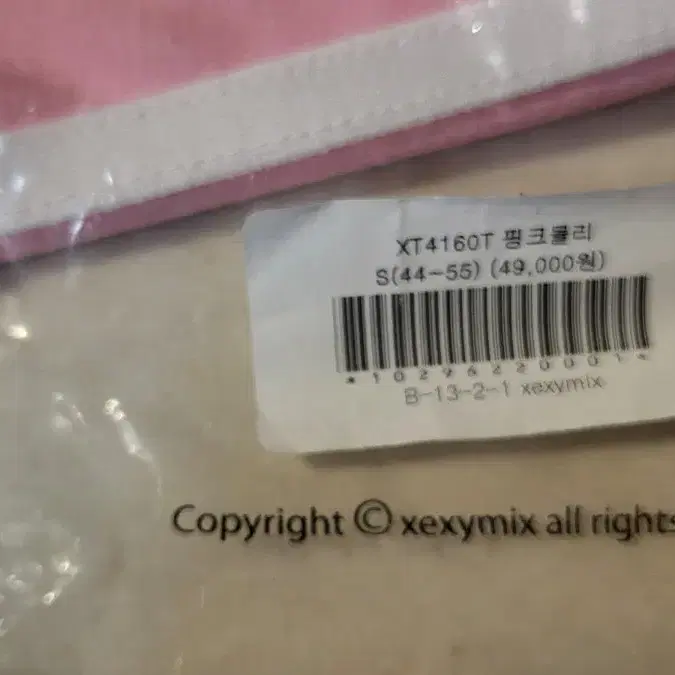 XT4160T 핑크쿨리
S(44-55) (49,000원)
*10296220001*
B-13-2-1 xexymix
Copyright © xexymix all rights